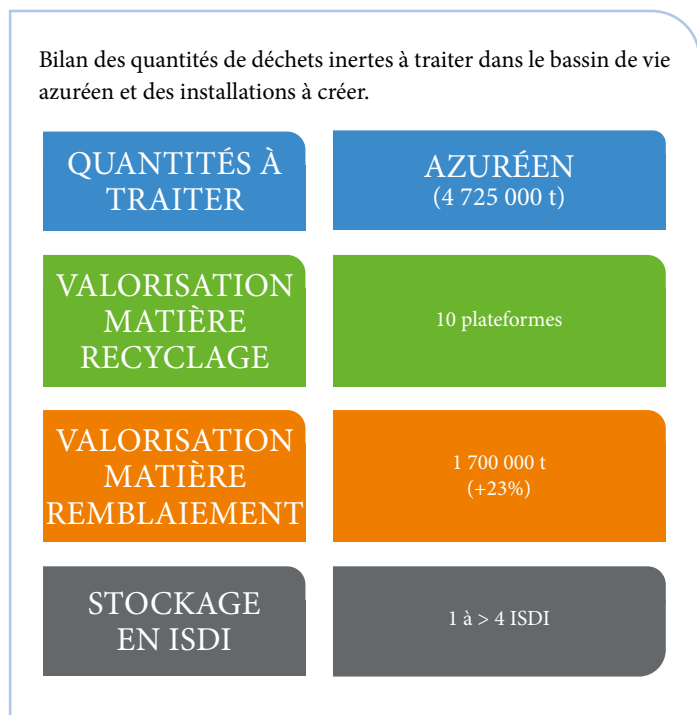 Bilan des quantités de déchets inertes à traiter dans le bassin de vie
azuréen et des installations à créer.
QUANTITÉS À
TRAITER
AZURÉEN
(4 725 000 t)
VALORISATION
MATIÈRE
RECYCLAGE
10 plateformes
VALORISATION
MATIÈRE
REMBLAIEMENT
1 700 000 t
(+23%)
STOCKAGE
EN ISDI
1 à > 4 ISDI